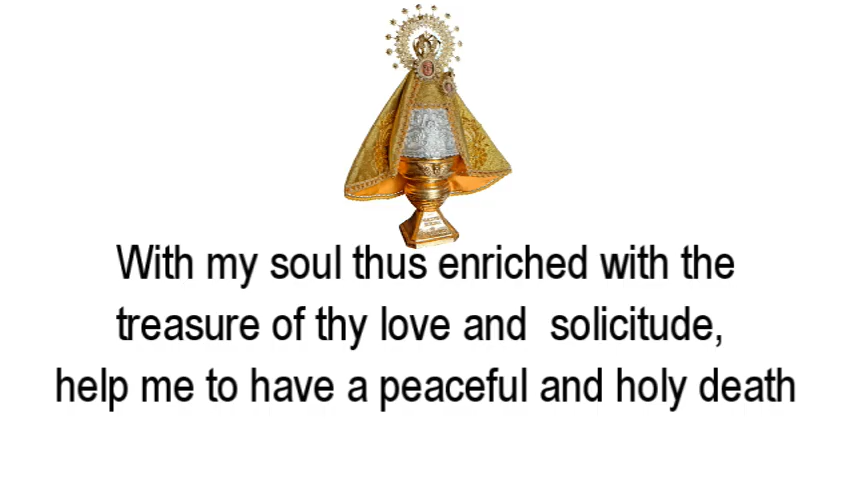 With my soul thus enriched with the
treasure of thy love and  solicitude,
help me to have a peaceful and holy death